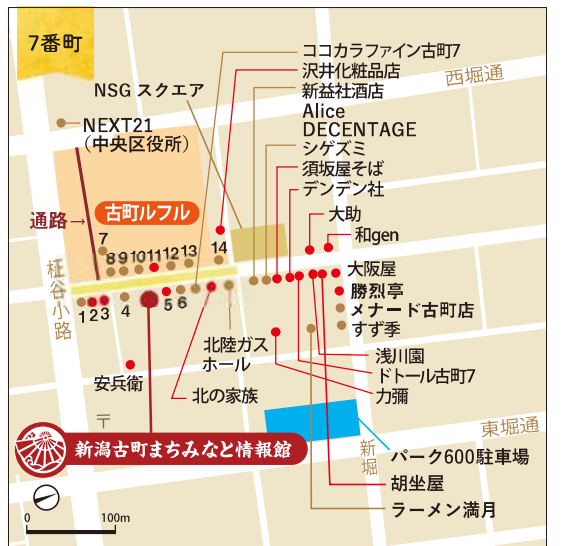 7番町
ココカラファイン古町7
沢井化粧品店
新益社酒店
Alice
DECENTAGE
シゲズミ
須坂屋そば
デンデン社
大助
和gen
西堀通
NSG スクエア
NEXT21
(中央区役所)
通路→
古町ルフル
7
8 9 10 11 12 13
14
大阪屋
勝烈亭
メナード古町店
すず季
柾谷小路
1 2 3
4
5 6
北陸ガス
ホール
安兵衛
北の家族
浅川園
ドトール古町7
力彌
〒
新潟古町まちみなと情報館
東堀通
新堀
パーク600駐車場
胡坐屋
ラーメン満月
0
100m